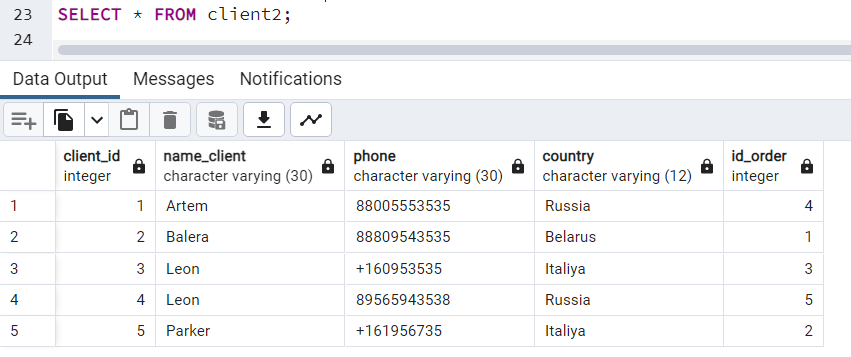 23 SELECT * FROM client2;
24
Data Output Messages Notifications
client_id name_client phone country id_order
integer character varying (30) character varying (30) character varying (12) integer
1 1 Artem 88005553535 Russia 4
2 2 Balera 88809543535 Belarus 1
3 3 Leon +160953535 Italiya 3
4 4 Leon 89565943538 Russia 5
5 5 Parker +161956735 Italiya 2